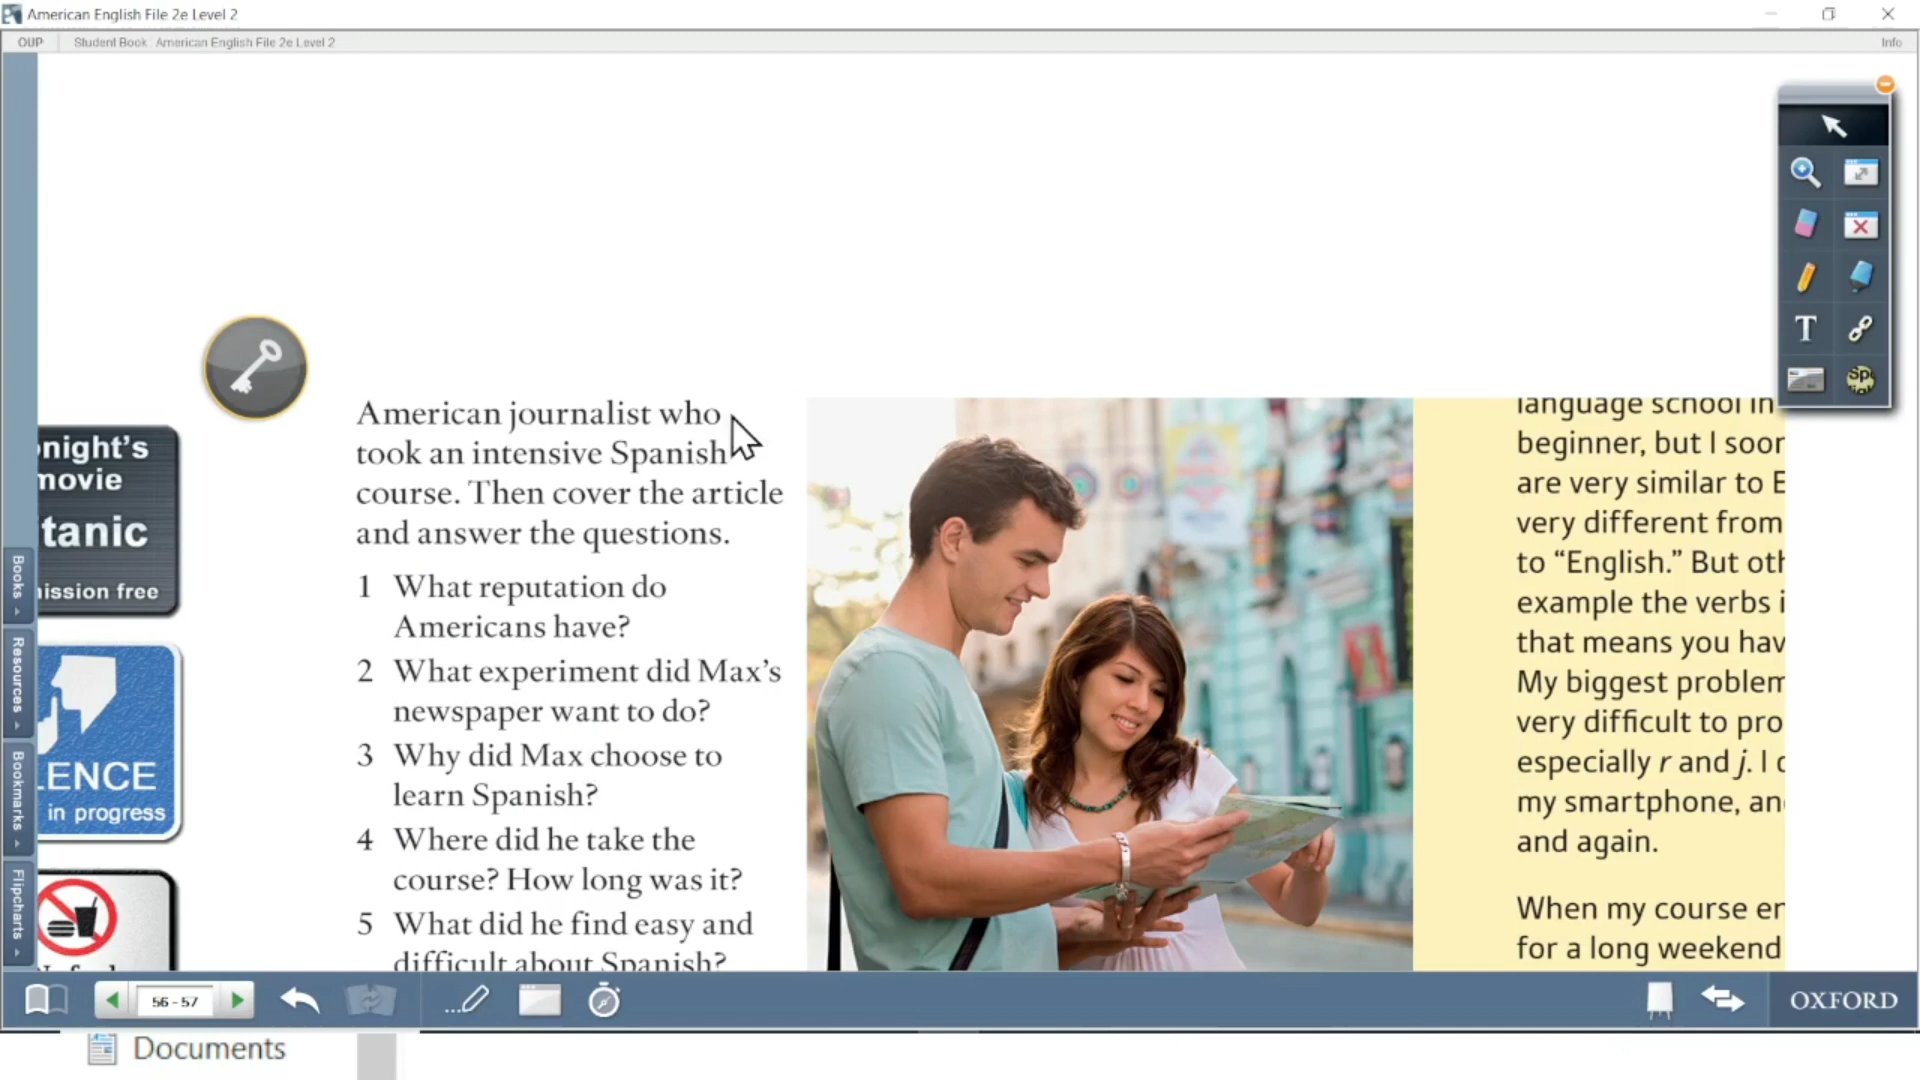 American English File 2e Level 2
OUP
Student Book
American English File 2e Level 2
Info
American journalist who
took an intensive Spanish
course. Then cover the article
and answer the questions.
1 What reputation do
Americans have?
2 What experiment did Max's
newspaper want to do?
3 Why did Max choose to
learn Spanish?
4 Where did he take the
course? How long was it?
5 What did he find easy and
difficult about Spanish?
language school in
beginner, but I soor
are very similar to E
very different from
to “English.” But oth
example the verbs i
that means you hav
My biggest problem
very difficult to pro
especially r and j. I c
my smartphone, an
and again.
When my course en
for a long weekend
night's
movie
tanic
ission free
ENCE
in progress
Books
Resources
Bookmarks
Flipcharts
T
56 - 57
OXFORD
Documents